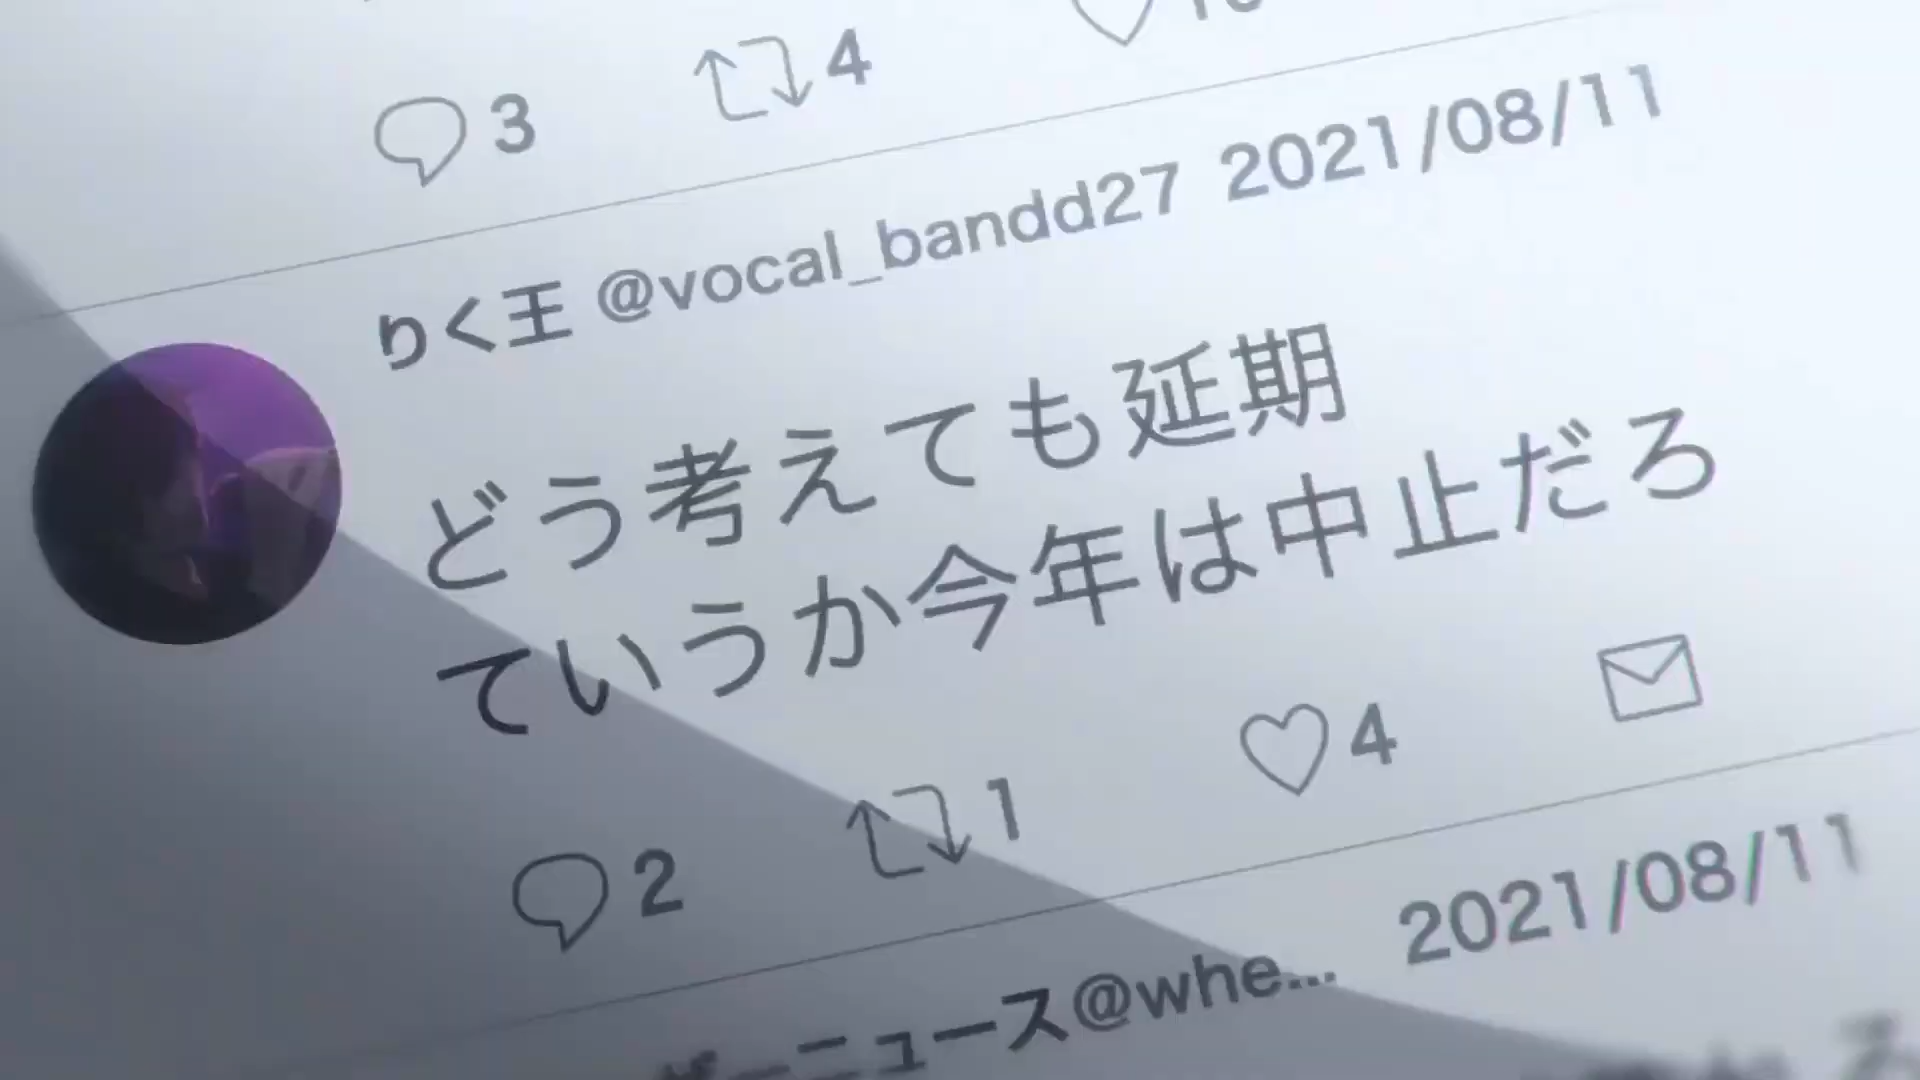 3 4
りく王 @vocal_bandd27 2021/08/11
どう考えても延期
ていうか今年は中止だろ
2 1 4
ニュース@whe... 2021/08/11